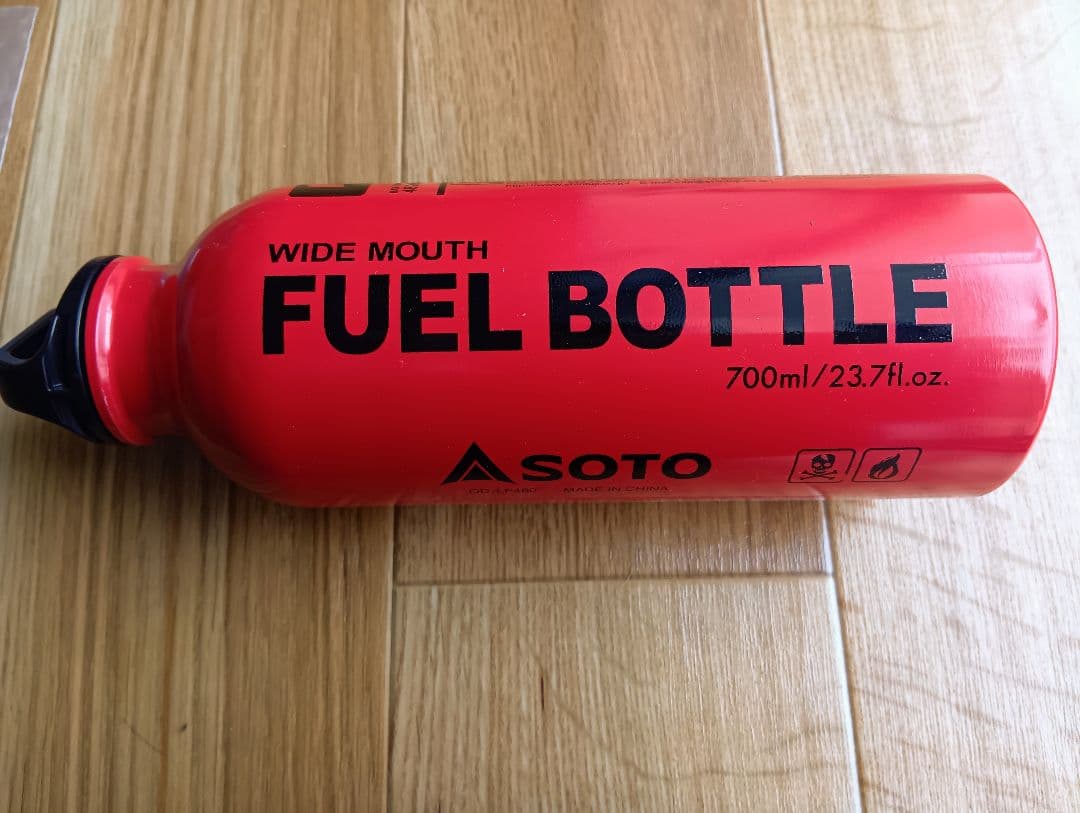 WIDE MOUTH
FUEL BOTTLE
700ml/23.7fl.oz.
SOTO
MADE IN CHINA